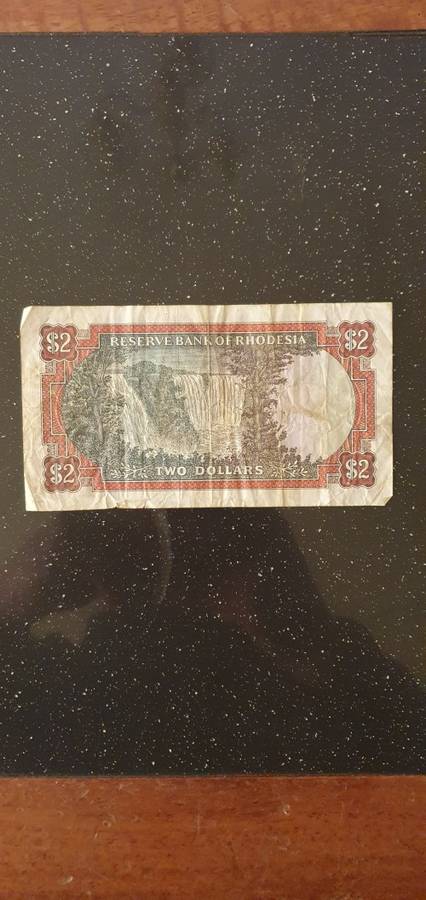 $2 RESERVE BANK OF RHODESIA $2
$2 TWO DOLLARS $2